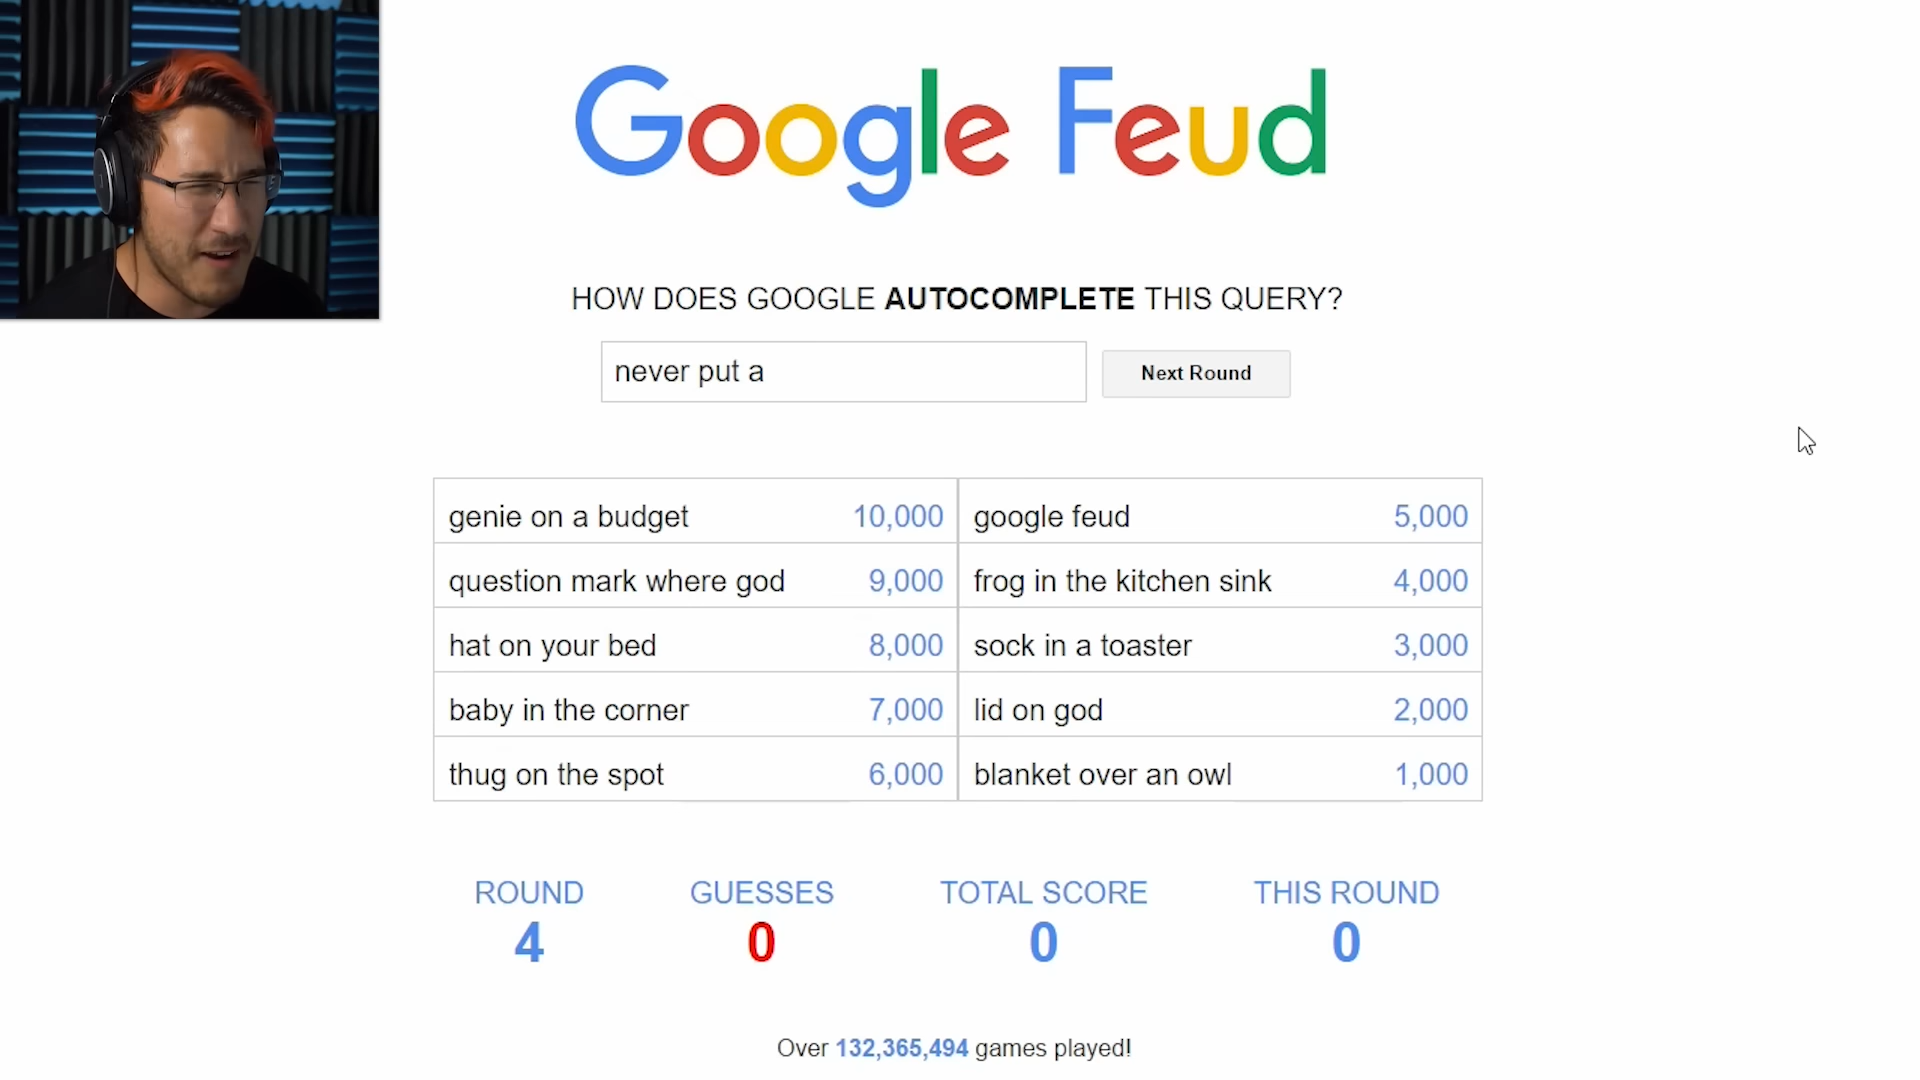 Google Feud
HOW DOES GOOGLE AUTOCOMPLETE THIS QUERY?
never put a
Next Round
genie on a budget 10,000
question mark where god 9,000
hat on your bed 8,000
baby in the corner 7,000
thug on the spot 6,000
google feud 5,000
frog in the kitchen sink 4,000
sock in a toaster 3,000
lid on god 2,000
blanket over an owl 1,000
ROUND
4
GUESSES
0
TOTAL SCORE
0
THIS ROUND
0
Over 132,365,494 games played!